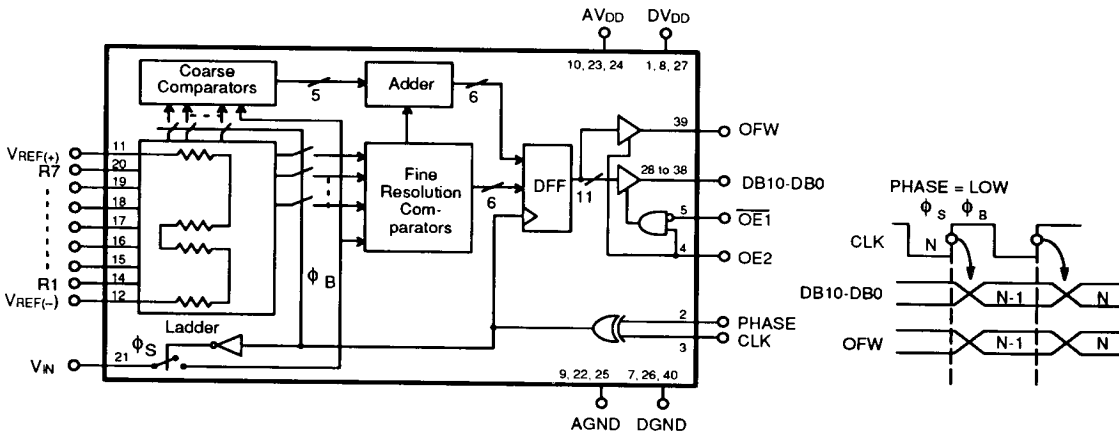 AVDD DVDD
10, 23, 24 1, 8, 27
Coarse
Comparators
5
Adder
6
VREF(+) 11
R7 20
19
18
17
16
15
R1 14
VREF(–) 12
Fine
Resolution
Com-
parators
6
DFF
11
39 OFW
28 to 38 DB10-DB0
5 OE1
4 OE2
ϕB
2 PHASE
3 CLK
Ladder
ϕS
VIN 21
9, 22, 25 7, 26, 40
AGND DGND
PHASE = LOW
ϕS ϕB
CLK N
DB10-DB0 N-1 N
OFW N-1 N